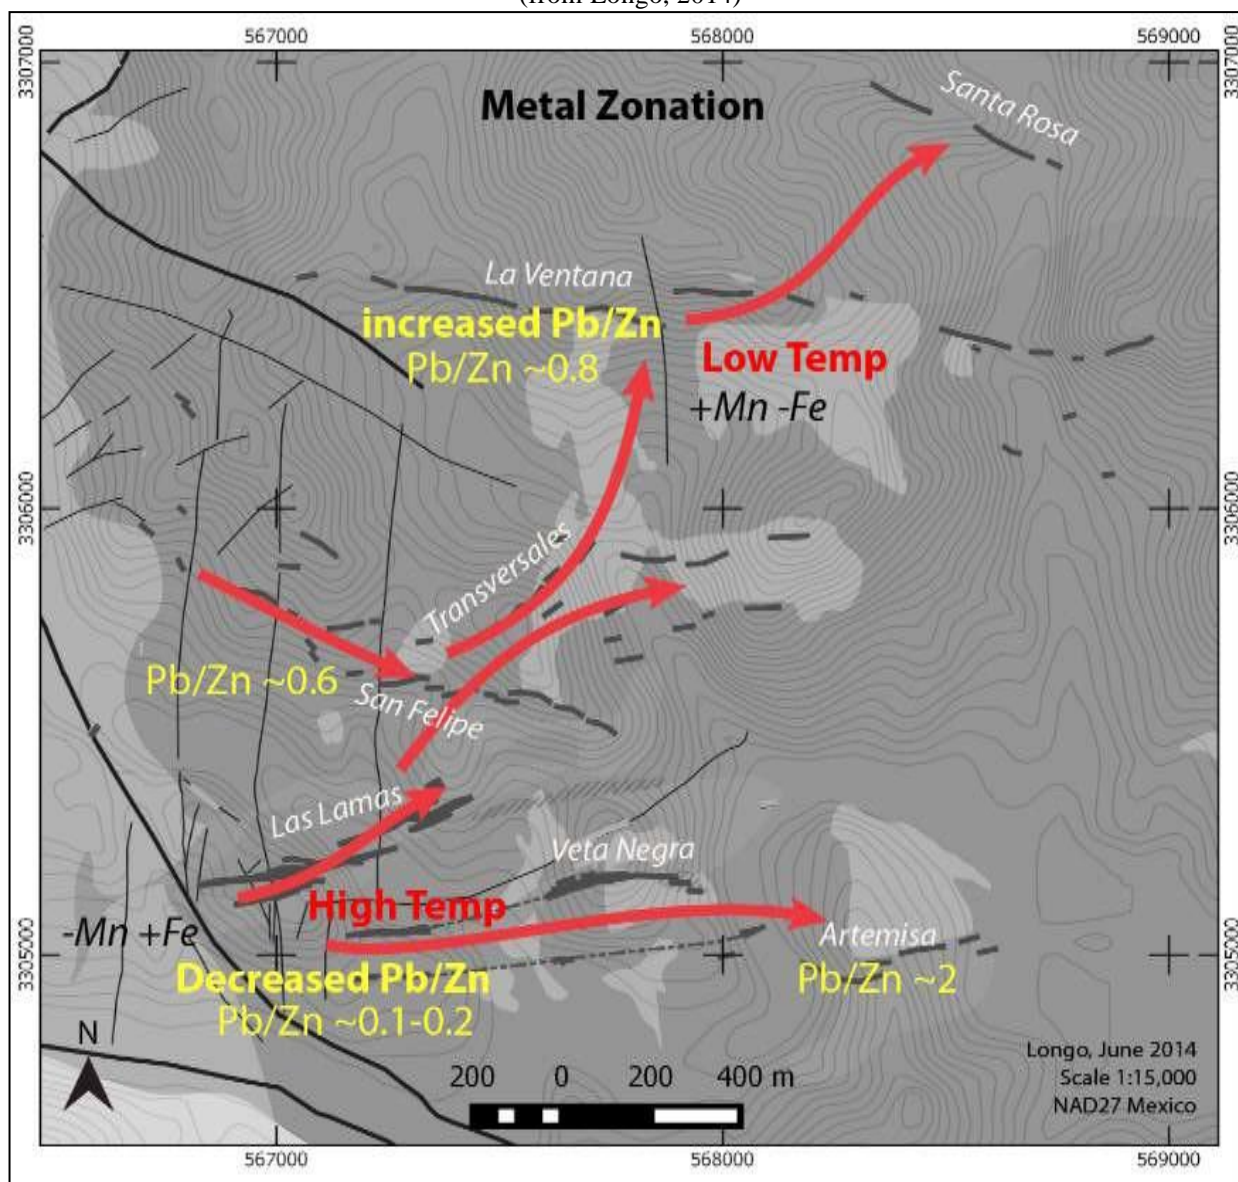 (from Longo, 2014)
567000 568000 569000
3307000 3307000
Metal Zonation
Santa Rosa
La Ventana
increased Pb/Zn
Pb/Zn ~0.8
Low Temp
+Mn -Fe
3306000 3306000
Transversales
Pb/Zn ~0.6
San Felipe
Las Lamas
Veta Negra
High Temp
-Mn +Fe
Artemisa
Pb/Zn ~2
3305000 3305000
Decreased Pb/Zn
Pb/Zn ~0.1-0.2
N
200 0 200 400 m
Longo, June 2014
Scale 1:15,000
NAD27 Mexico
567000 568000 569000